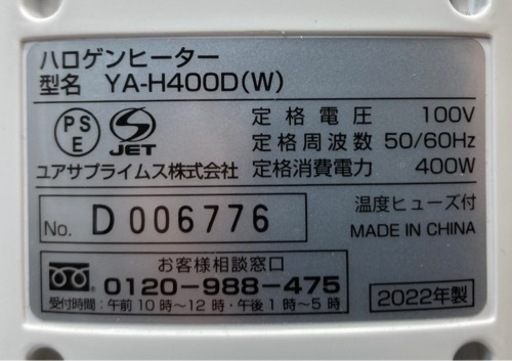 ハロゲンヒーター
型名 YA-H400D(W)
PS
E
JET
定格電圧 100V
定格周波数 50/60Hz
ユアサプライムス株式会社 定格消費電力 400W
No. D 006776
温度ヒューズ付
MADE IN CHINA
お客様相談窓口
0120-988-475
受付時間：午前10時～12時・午後1時～5時
2022年製